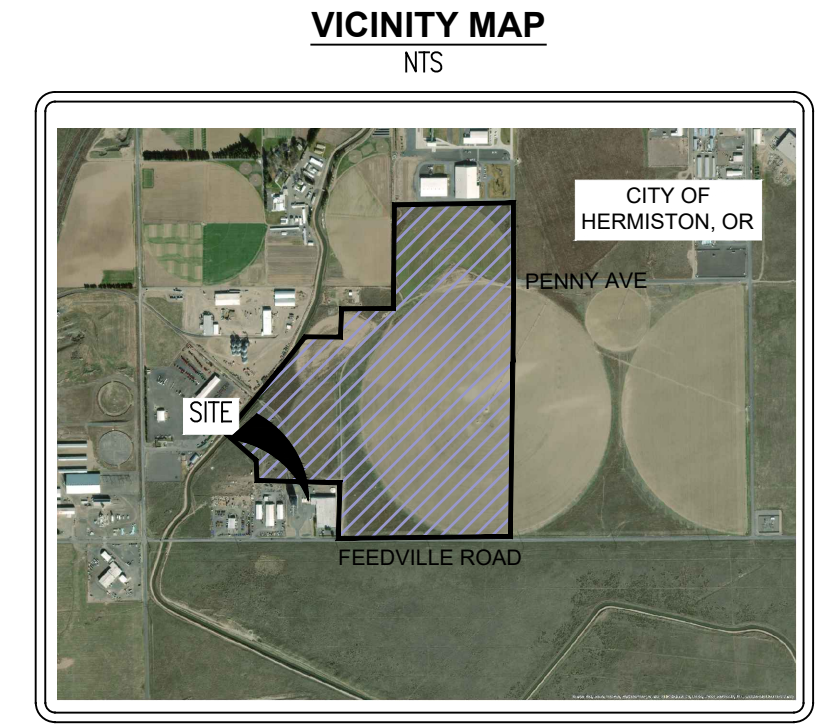 VICINITY MAP
NTS
CITY OF
HERMISTON, OR
PENNY AVE
SITE
FEEDVILLE ROAD